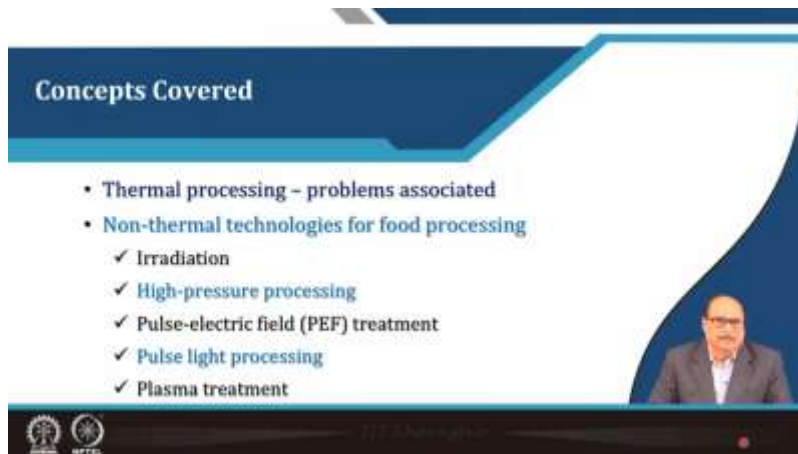 Concepts Covered
• Thermal processing – problems associated
• Non-thermal technologies for food processing
✓ Irradiation
✓ High-pressure processing
✓ Pulse-electric field (PEF) treatment
✓ Pulse light processing
✓ Plasma treatment
NPTEL